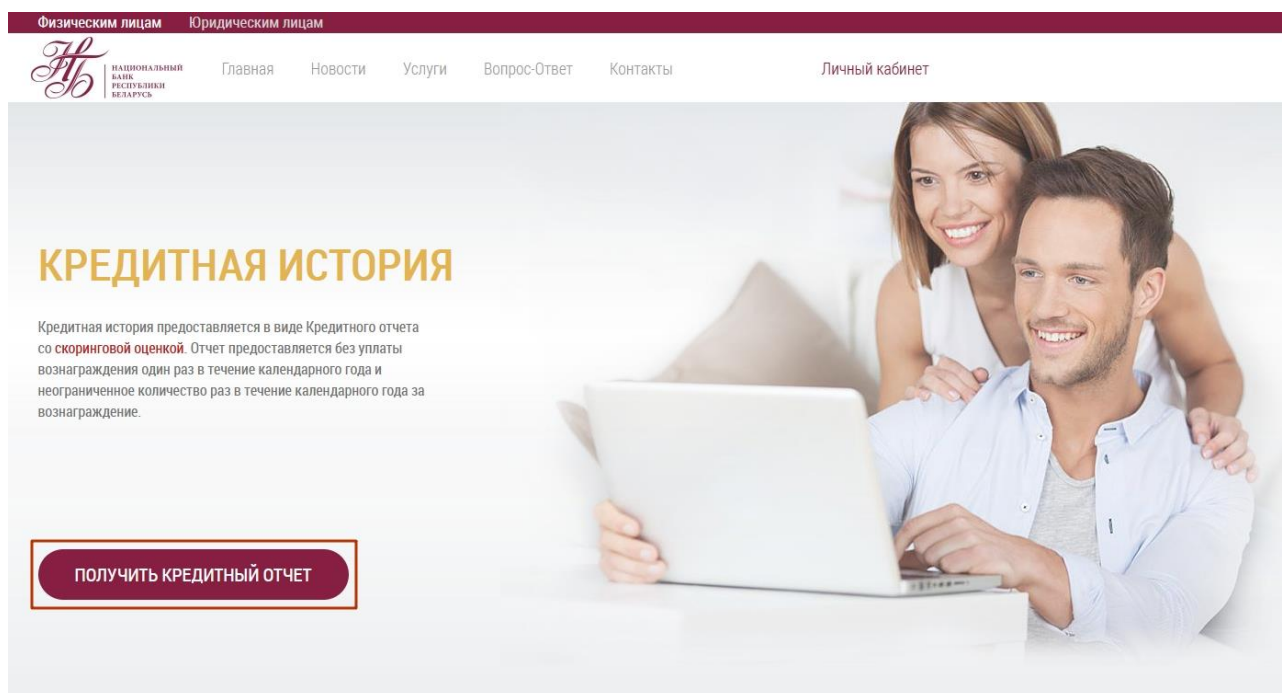 Физическим лицам Юридическим лицам
НАЦИОНАЛЬНЫЙ
БАНК
РЕСПУБЛИКИ
БЕЛАРУСЬ
Главная Новости Услуги Вопрос-Ответ Контакты Личный кабинет
КРЕДИТНАЯ ИСТОРИЯ
Кредитная история предоставляется в виде Кредитного отчета
со скоринговой оценкой. Отчет предоставляется без уплаты
вознаграждения один раз в течение календарного года и
неограниченное количество раз в течение календарного года за
вознаграждение.
ПОЛУЧИТЬ КРЕДИТНЫЙ ОТЧЕТ